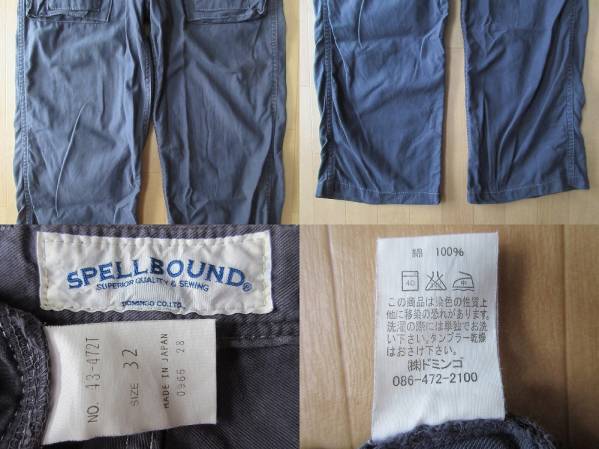 SPELLBOUND®
SUPERIOR QUALITY & SEWING
DOMINGO CO.LTD.
NO. 43-472T
SIZE 32
MADE IN JAPAN
0966 28
綿 100%
40
この商品は染色の性質上
他に移染の恐れがあります。
洗濯の際には単独でお洗
い下さい。タンブラー乾燥
はおさけ下さい。
㈱ドミンゴ
086-472-2100